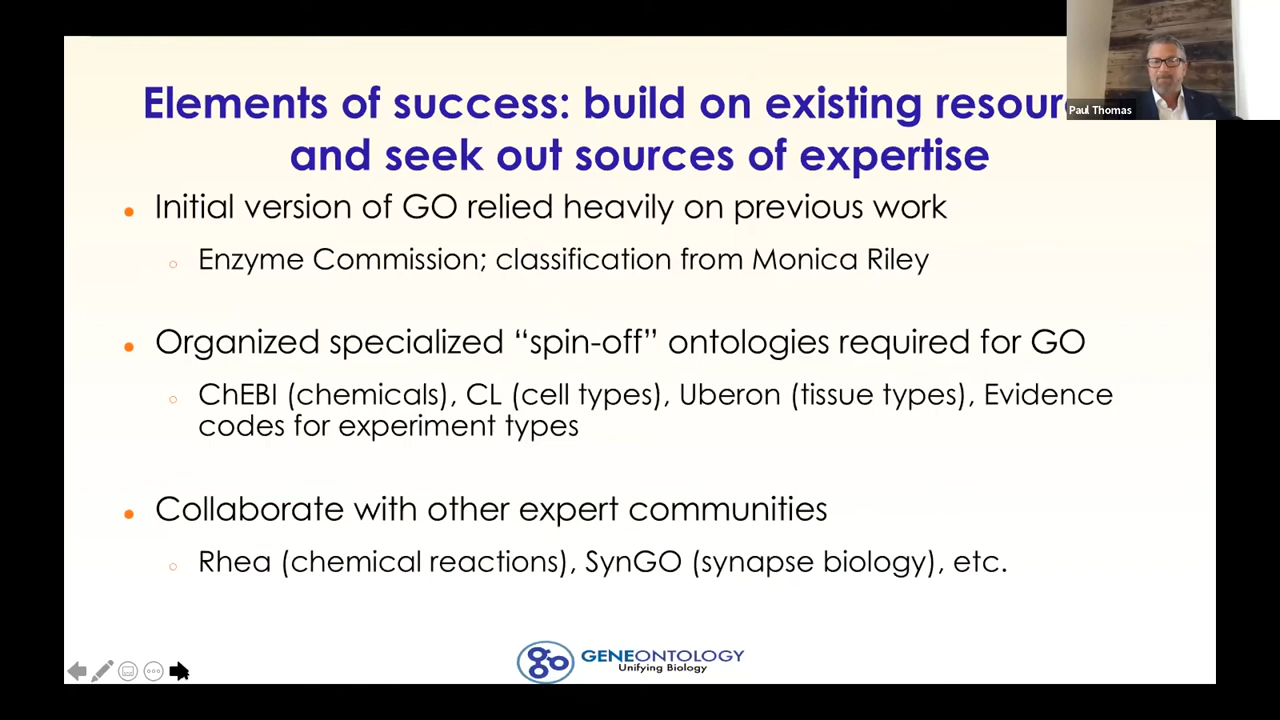 Elements of success: build on existing
and seek out sources of expertise
Paul Thomas
Initial version of GO relied heavily on previous work
Enzyme Commission; classification from Monica Riley
Organized specialized “spin-off” ontologies required for GO
ChEBI (chemicals), CL (cell types), Uberon (tissue types), Evidence
codes for experiment types
Collaborate with other expert communities
Rhea (chemical reactions), SynGO (synapse biology), etc.
go GENEONTOLOGY
Unifying Biology